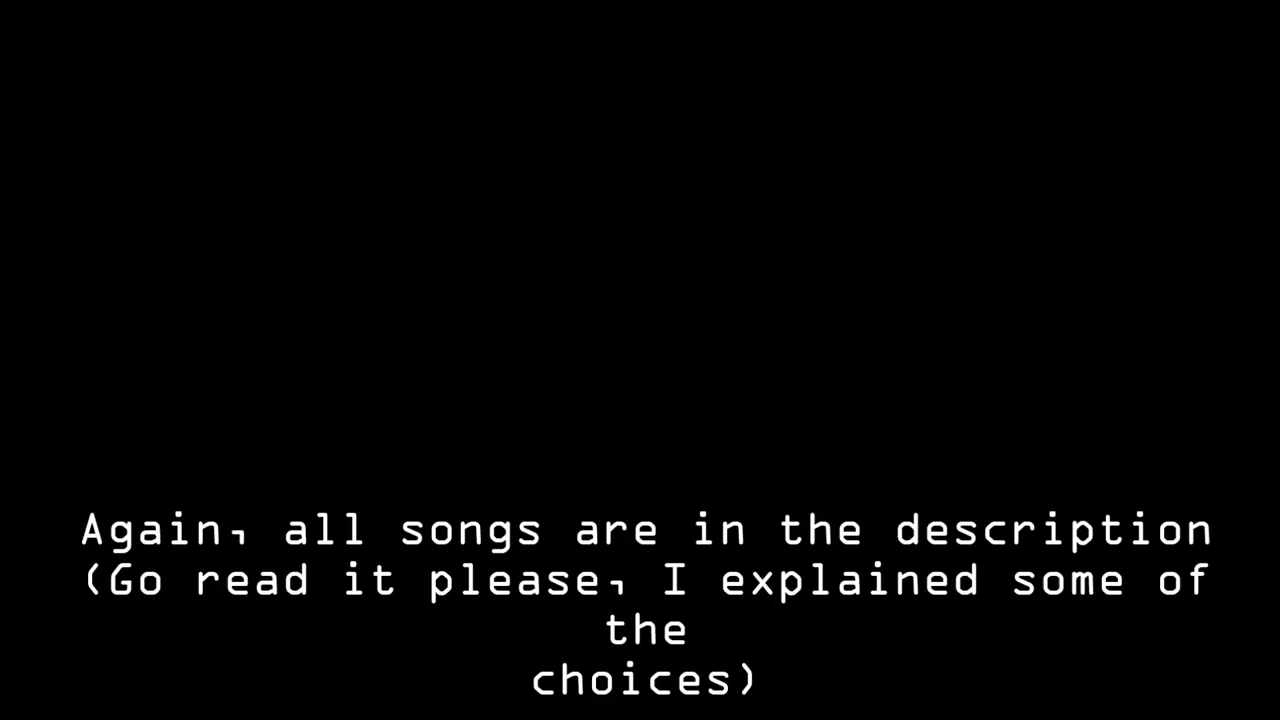 Again, all songs are in the description
(Go read it please, I explained some of
the
choices)